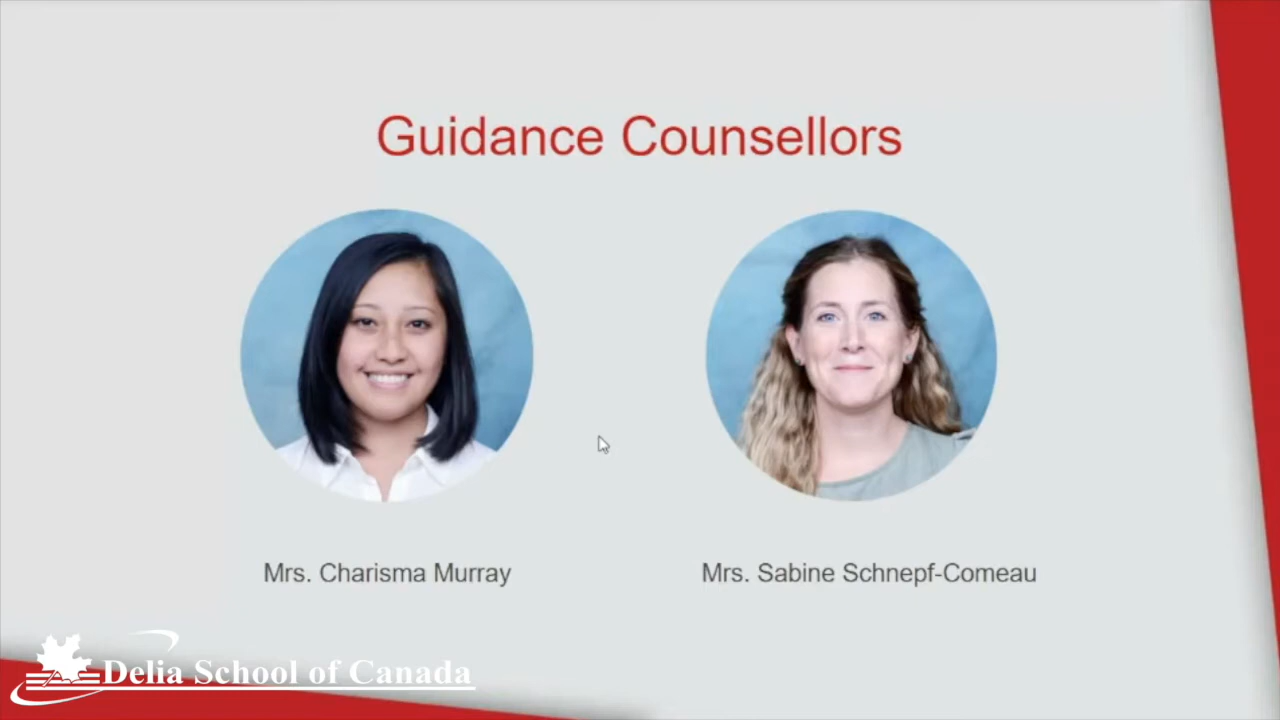 Guidance Counsellors
Mrs. Charisma Murray
Mrs. Sabine Schnepf-Comeau
Delia School of Canada